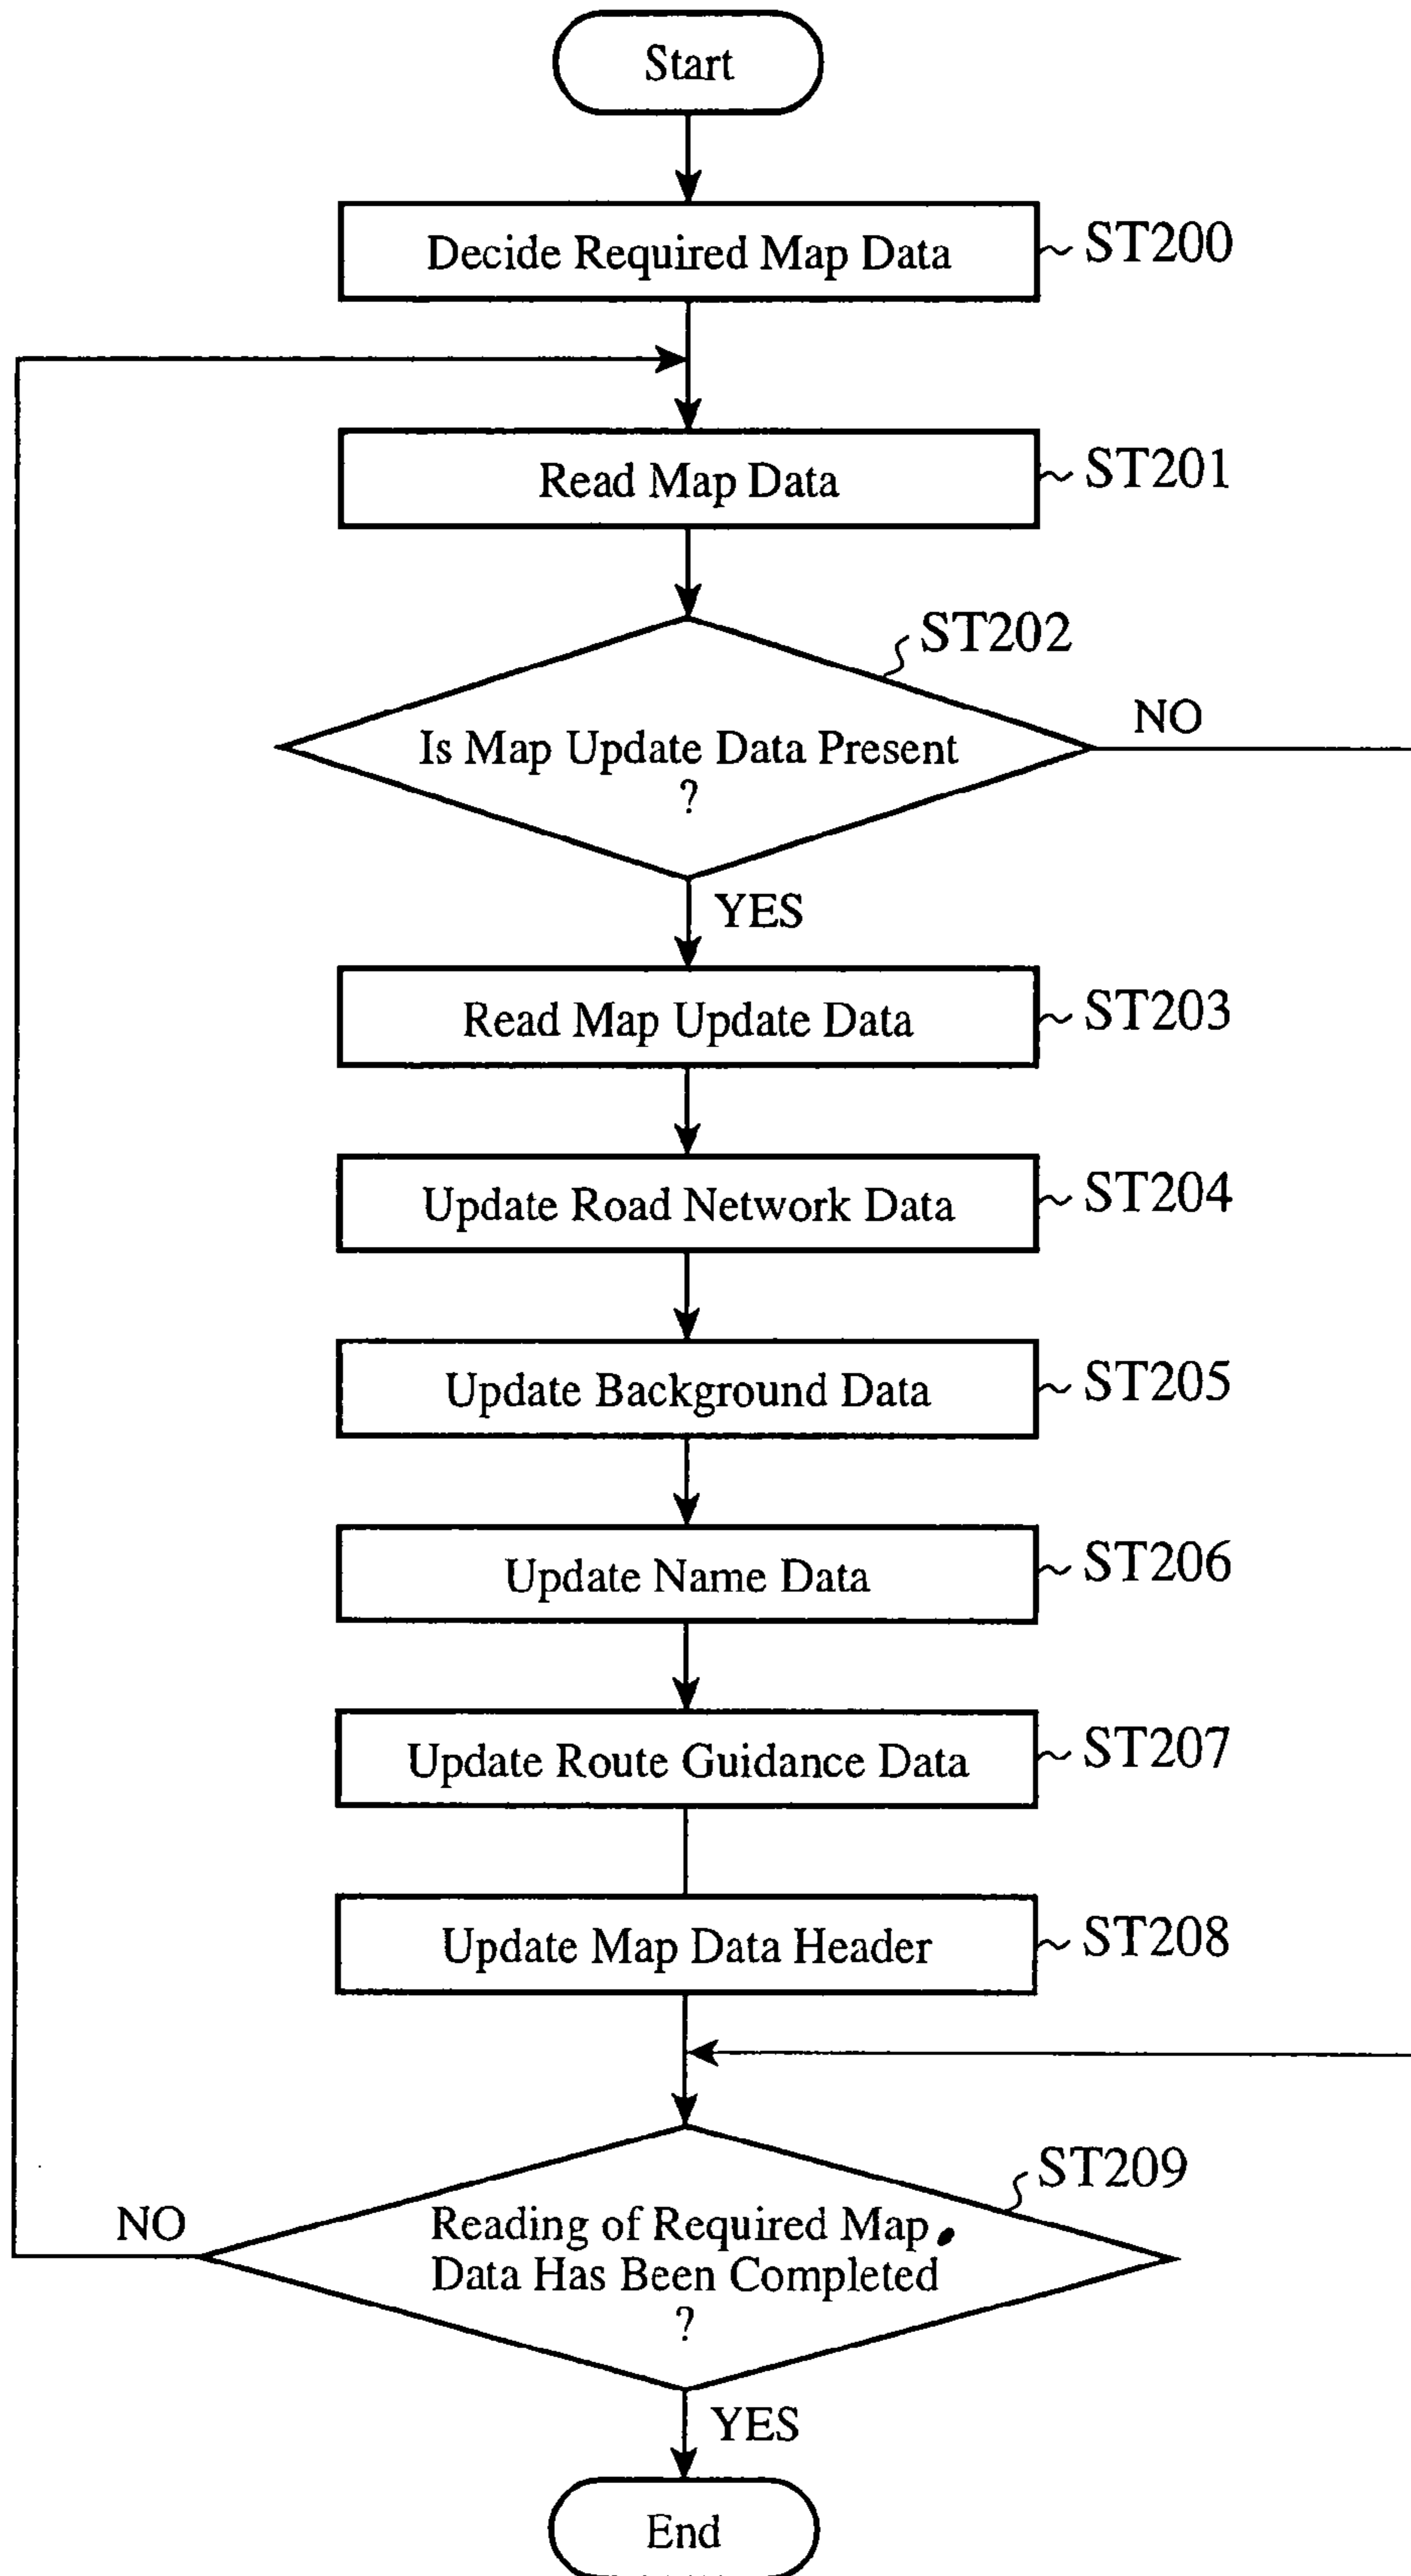 Start
Decide Required Map Data
ST200
Read Map Data
ST201
ST202
Is Map Update Data Present
?
NO
YES
Read Map Update Data
ST203
Update Road Network Data
ST204
Update Background Data
ST205
Update Name Data
ST206
Update Route Guidance Data
ST207
Update Map Data Header
ST208
ST209
Reading of Required Map
Data Has Been Completed
?
NO
YES
End